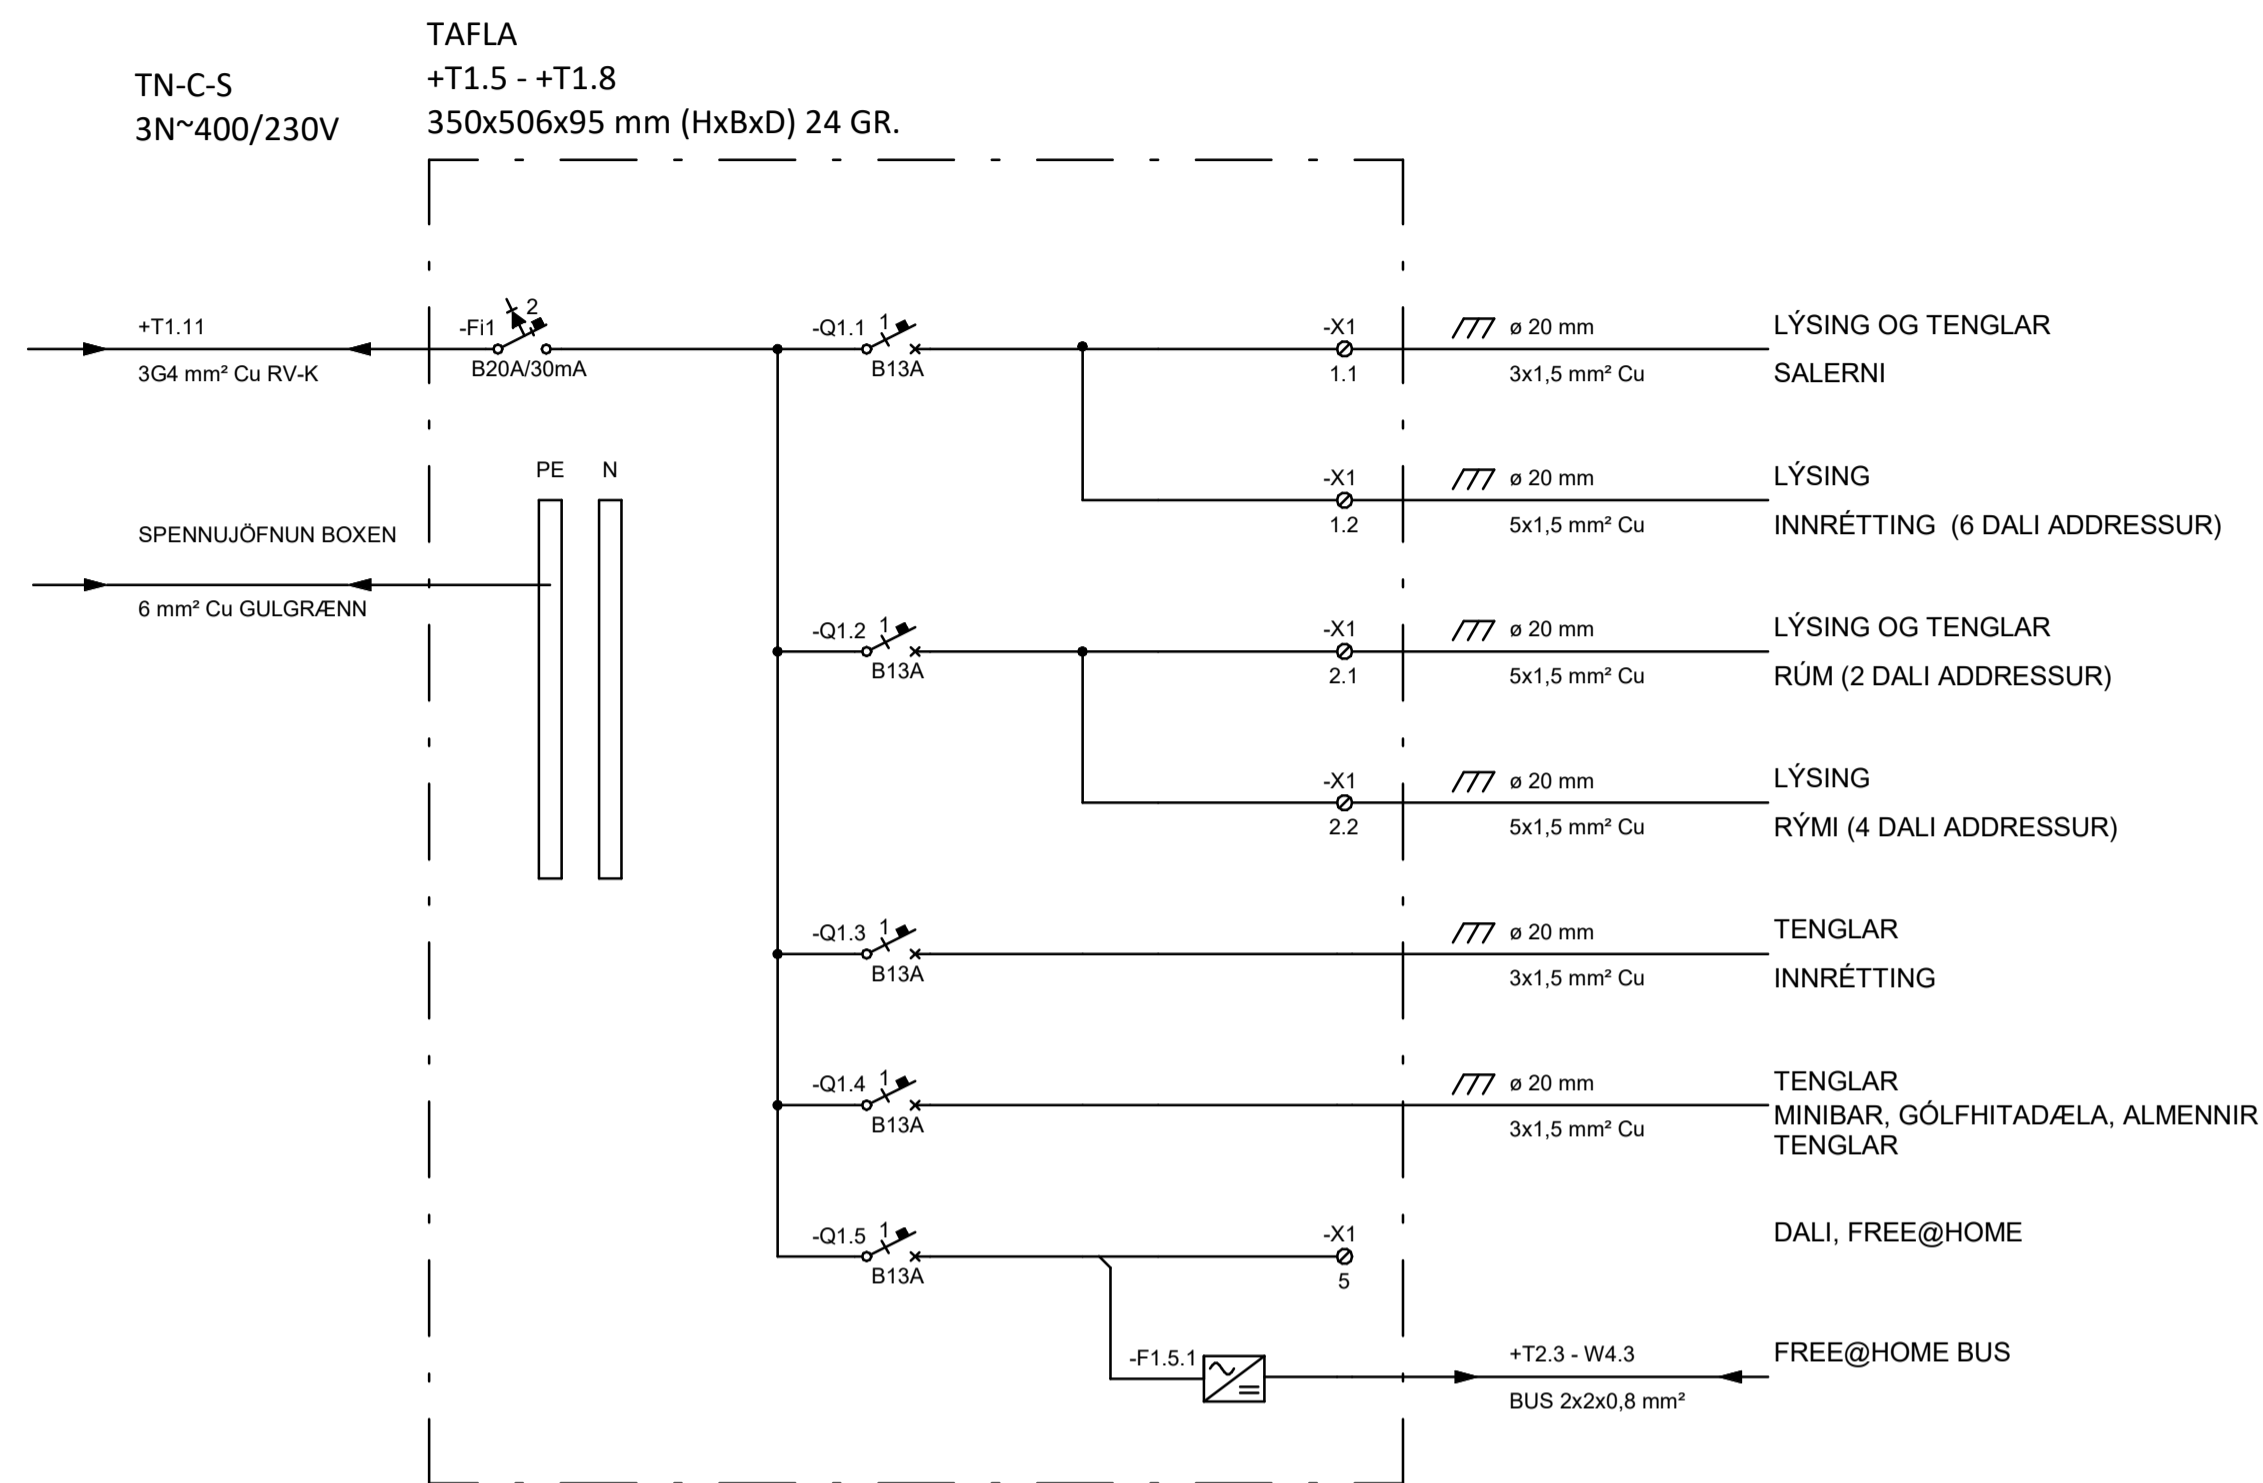 TAFLA
+T1.5 - +T1.8
350x506x95 mm (HxBxD) 24 GR.
TN-C-S
3N~400/230V
+T1.11
3G4 mm² Cu RV-K
-Fi1
2
B20A/30mA
-Q1.1
1
B13A
-X1
1.1
ø 20 mm
3x1,5 mm² Cu
LÝSING OG TENGLAR
SALERNI
PE
N
SPENNUJÖFNUN BOXEN
6 mm² Cu GULGRÆNN
-X1
1.2
ø 20 mm
5x1,5 mm² Cu
LÝSING
INNRÉTTING (6 DALI ADDRESSUR)
-Q1.2
1
B13A
-X1
2.1
ø 20 mm
5x1,5 mm² Cu
LÝSING OG TENGLAR
RÚM (2 DALI ADDRESSUR)
-X1
2.2
ø 20 mm
5x1,5 mm² Cu
LÝSING
RÝMI (4 DALI ADDRESSUR)
-Q1.3
1
B13A
ø 20 mm
3x1,5 mm² Cu
TENGLAR
INNRÉTTING
-Q1.4
1
B13A
ø 20 mm
3x1,5 mm² Cu
TENGLAR
MINIBAR, GÓLFHITADÆLA, ALMENNIR
TENGLAR
-Q1.5
1
B13A
-X1
5
DALI, FREE@HOME
-F1.5.1
+T2.3 - W4.3
BUS 2x2x0,8 mm²
FREE@HOME BUS